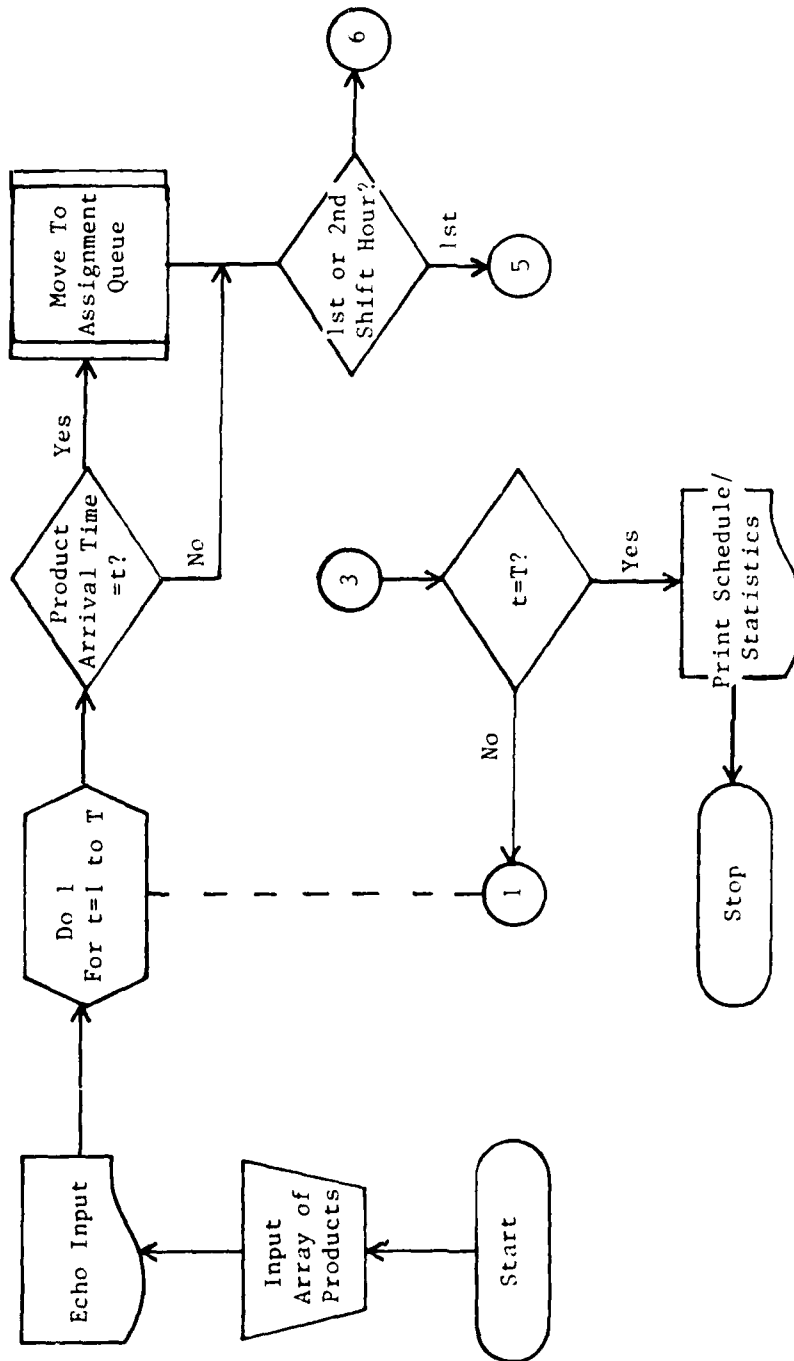 Start
Input
Array of
Products
Echo Input
Do 1
For t=1 to T
Product
Arrival Time
=t?
Yes
No
Move To
Assignment
Queue
1st or 2nd
Shift Hour?
1st
5
6
3
t=T?
No
Yes
1
Print Schedule/
Statistics
Stop